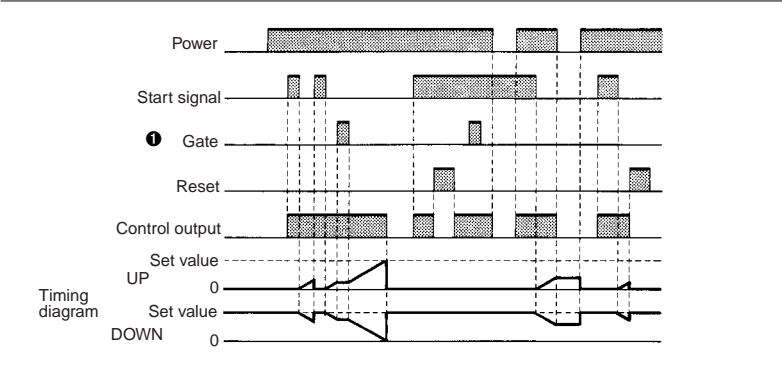 Power
Start signal
❶ Gate
Reset
Control output
Set value
UP
0
Timing
diagram
Set value
DOWN
0